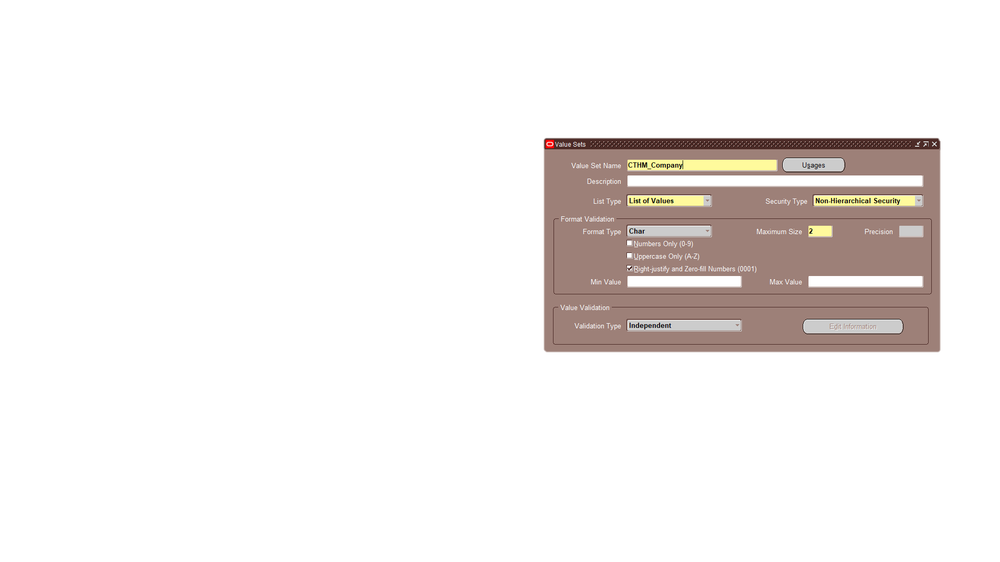 Value Sets
Value Set Name CTHM_Company Usages
Description
List Type List of Values Security Type Non-Hierarchical Security
Format Validation
Format Type Char Maximum Size 2 Precision
Numbers Only (0-9)
Uppercase Only (A-Z)
Right-justify and Zero-fill Numbers (0001)
Min Value Max Value
Value Validation
Validation Type Independent Edit Information